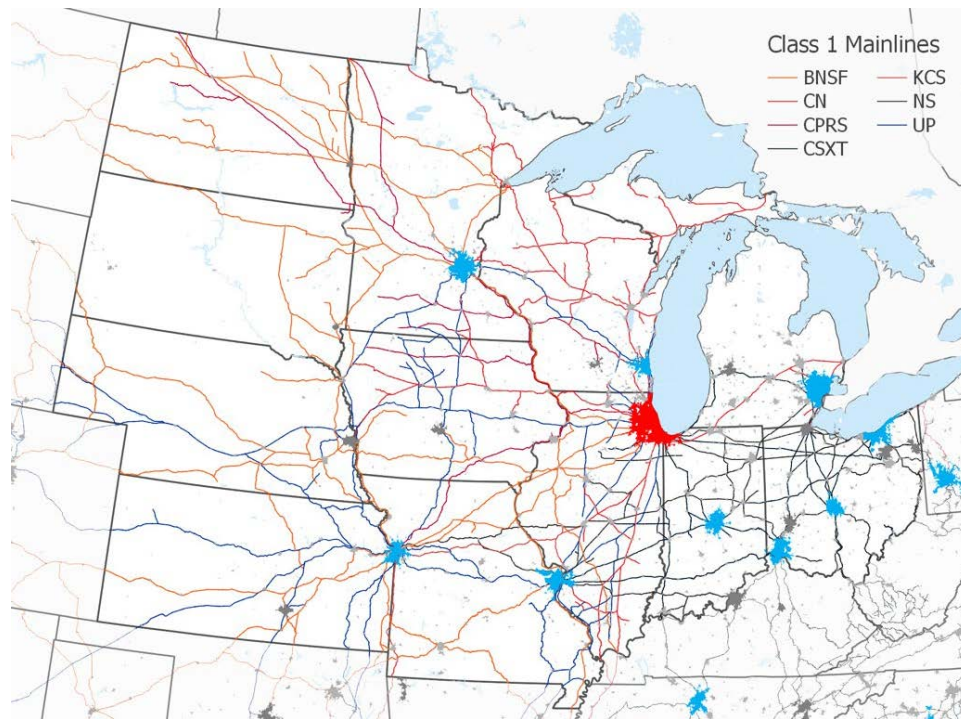 Class 1 Mainlines
BNSF
CN
CPRS
CSXT
KCS
NS
UP